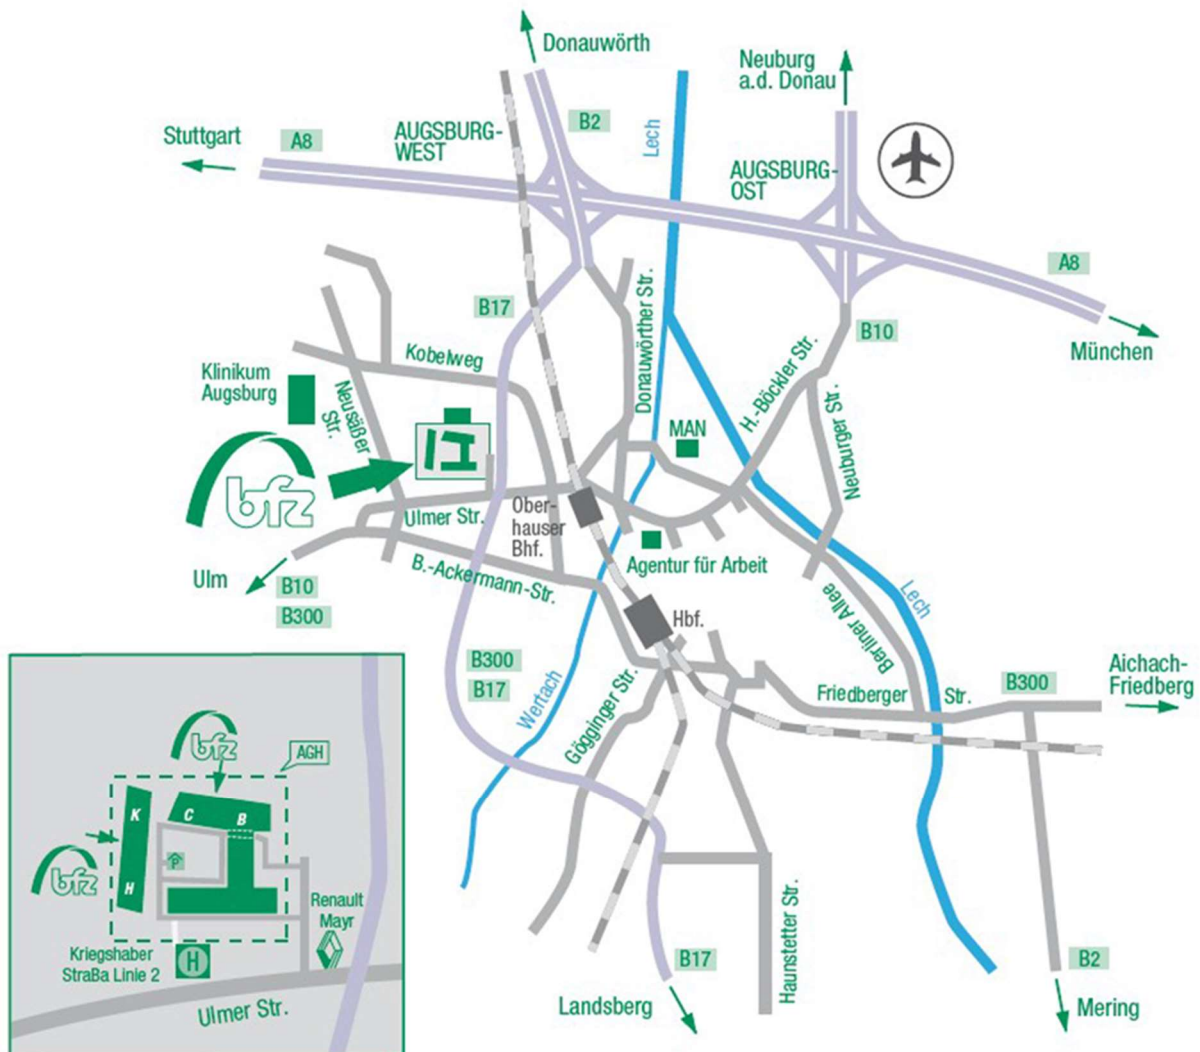 Donauwörth
Neuburg
a.d. Donau
Stuttgart
A8
AUGSBURG-
WEST
B2
Lech
AUGSBURG-
OST
A8
München
B17
B10
Donauwörther Str.
Kobelweg
H.-Böckler Str.
Klinikum
Augsburg
Neusäßer
Str.
Neuburger Str.
MAN
bfz
Ulmer Str.
Ober-
hauser
Bhf.
Agentur für Arbeit
B.-Ackermann-Str.
Ulm
B10
B300
Lech
Berliner Allee
Hbf.
B300
B17
Wertach
Gögginger Str.
Friedberger
Str.
B300
Aichach-
Friedberg
bfz
AGH
K
C
B
P
H
bfz
Renault
Mayr
Kriegshaber
StraBa Linie 2
H
Ulmer Str.
Haunstetter Str.
B17
Landsberg
B2
Mering